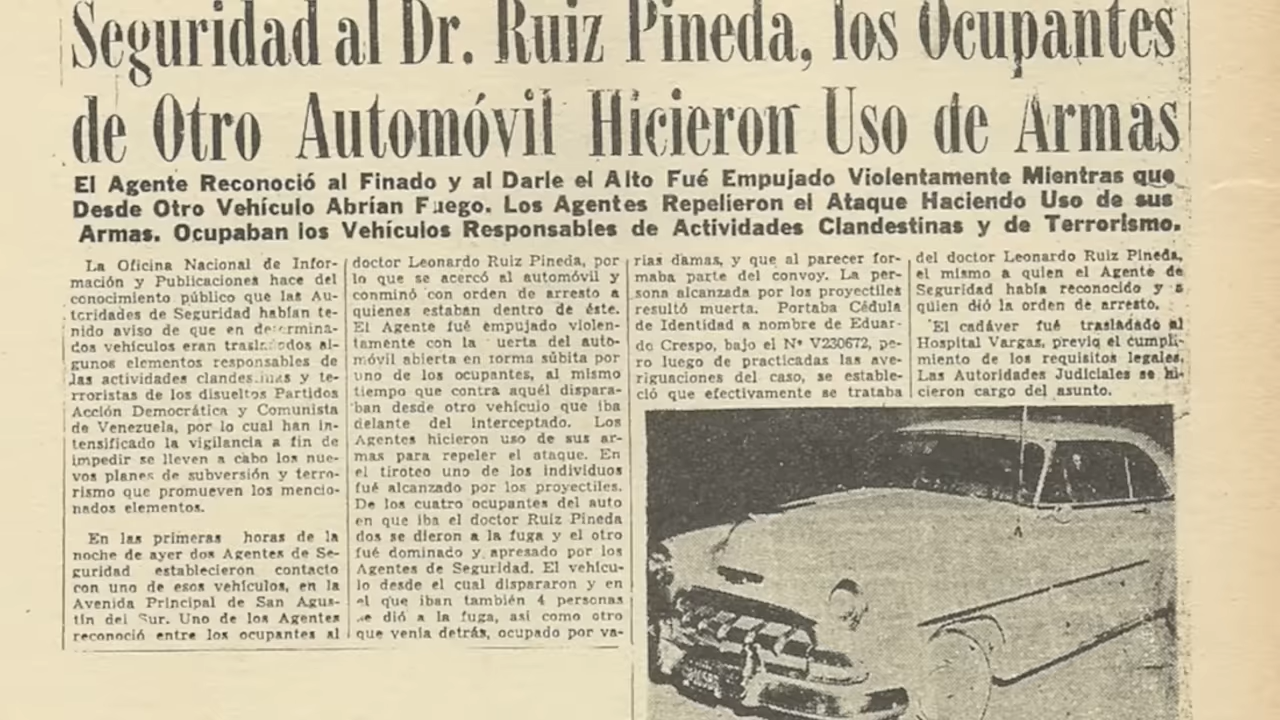 Seguridad al Dr. Ruiz Pineda, los Ocupantes
de Otro Automóvil Hicieron Uso de Armas
El Agente Reconoció al Finado y al Darle el Alto Fué Empujado Violentamente Mientras que
Desde Otro Vehículo Abrían Fuego. Los Agentes Repelieron el Ataque Haciendo Uso de sus
Armas. Ocupaban los Vehículos Responsables de Actividades Clandestinas y de Terrorismo.
La Oficina Nacional de Infor-
mación y Publicaciones hace del
conocimiento público que las Au-
toridades de Seguridad habían te-
nido aviso de que en determina-
dos vehículos eran trasladados al-
gunos elementos responsables de
las actividades clandestinas y te-
rroristas de los disueltos Partidos
Acción Democrática y Comunista
de Venezuela, por lo cual han in-
tensificado la vigilancia a fin de
impedir se lleven a cabo los nue-
vos planes de subversión y terro-
rismo que promueven los mencio-
nados elementos.
En las primeras horas de la
noche de ayer dos Agentes de Se-
guridad establecieron contacto
con uno de esos vehículos, en la
Avenida Principal de San Agus-
tín del Sur. Uno de los Agentes
reconoció entre los ocupantes al
doctor Leonardo Ruiz Pineda, por
lo que se acercó al automóvil y
conminó con orden de arresto a
quienes estaban dentro de éste.
El Agente fué empujado violen-
tamente con la puerta del auto-
móvil abierta en forma súbita por
uno de los ocupantes, al mismo
tiempo que contra aquél dispara-
ban desde otro vehículo que iba
delante del interceptado. Los
Agentes hicieron uso de sus ar-
mas para repeler el ataque. En
el tiroteo uno de los individuos
fué alcanzado por los proyectiles.
De los cuatro ocupantes del auto
en que iba el doctor Ruiz Pineda
dos se dieron a la fuga y el otro
fué dominado y apresado por los
Agentes de Seguridad. El vehícu-
lo desde el cual dispararon y en
el que iban también 4 personas
se dió a la fuga, así como otro
que venía detrás, ocupado por va-
rias damas, y que al parecer for-
maba parte del convoy. La per-
sona alcanzada por los proyectiles
resultó muerta. Portaba Cédula
de Identidad a nombre de Eduar-
do Crespo, bajo el Nº V230672, pe-
ro luego de practicadas las ave-
riguaciones del caso, se estable-
ció que efectivamente se trataba
del doctor Leonardo Ruiz Pineda,
el mismo a quien el Agente de
Seguridad había reconocido y a
quien dió la orden de arresto.
El cadáver fué trasladado al
Hospital Vargas, previo el cumpli-
miento de los requisitos legales.
Las Autoridades Judiciales se hi-
cieron cargo del asunto.